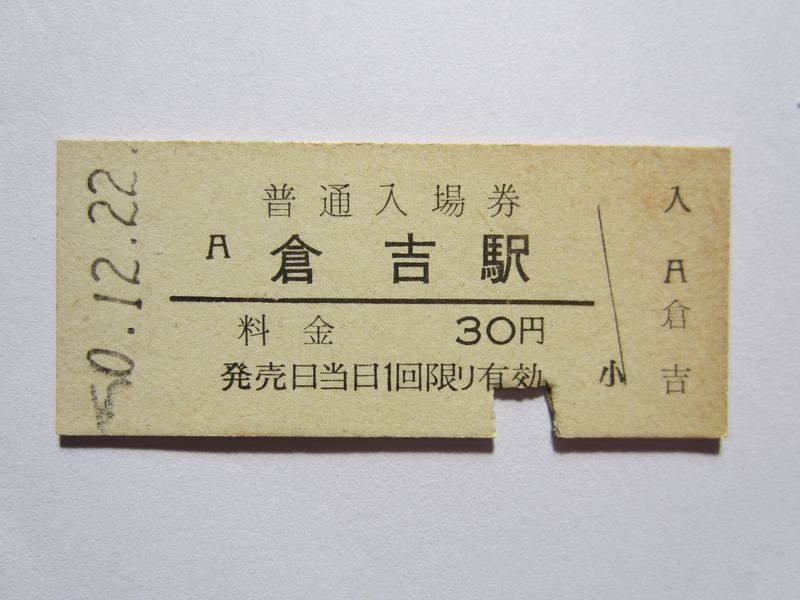 50.12.22.
普通入場券
A 倉吉駅
料金 30円
発売日当日1回限り有効
小
入
A
倉
吉